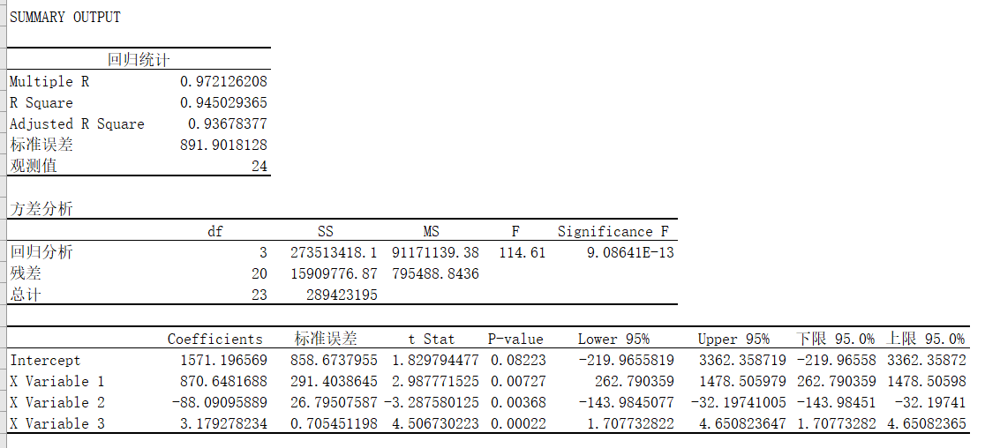 SUMMARY OUTPUT
回归统计
Multiple R 0.972126208
R Square 0.945029365
Adjusted R Square 0.93678377
标准误差 891.9018128
观测值 24
方差分析
df SS MS F Significance F
回归分析 3 273513418.1 91171139.38 114.61 9.08641E-13
残差 20 15909776.87 795488.8436
总计 23 289423195
Coefficients 标准误差 t Stat P-value Lower 95% Upper 95% 下限 95.0% 上限 95.0%
Intercept 1571.196569 858.6737955 1.829794477 0.08223 -219.9655819 3362.358719 -219.96558 3362.35872
X Variable 1 870.6481688 291.4038645 2.987771525 0.00727 262.790359 1478.505979 262.790359 1478.50598
X Variable 2 -88.09095889 26.79507587 -3.287580125 0.00368 -143.9845077 -32.19741005 -143.98451 -32.19741
X Variable 3 3.179278234 0.705451198 4.506730223 0.00022 1.707732822 4.650823647 1.70773282 4.65082365